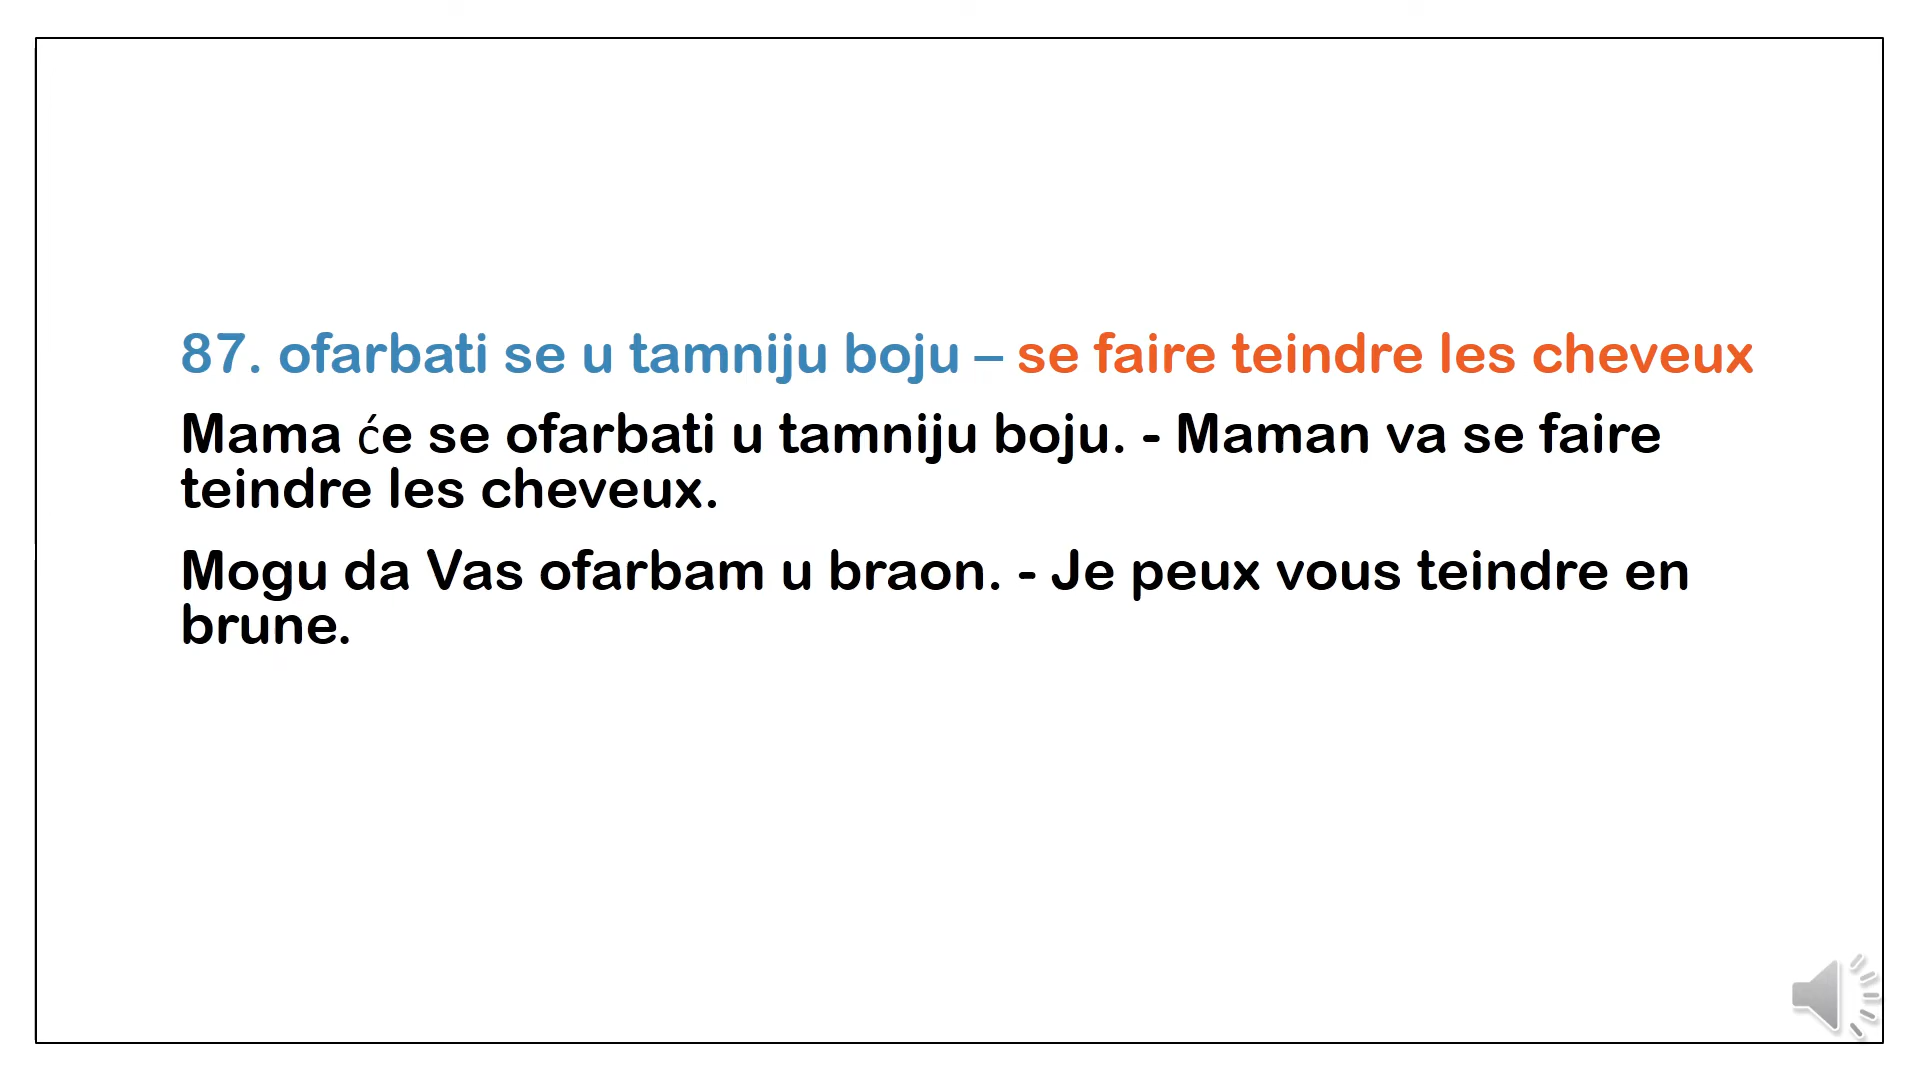 87. ofarbati se u tamniju boju – se faire teindre les cheveux
Mama će se ofarbati u tamniju boju. - Maman va se faire
teindre les cheveux.
Mogu da Vas ofarbam u braon. - Je peux vous teindre en
brune.